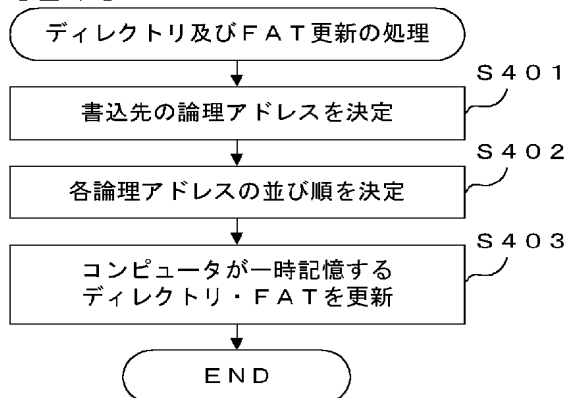 ディレクトリ及びＦＡＴ更新の処理
Ｓ４０１
書込先の論理アドレスを決定
Ｓ４０２
各論理アドレスの並び順を決定
Ｓ４０３
コンピュータが一時記憶する
ディレクトリ・ＦＡＴを更新
ＥＮＤ